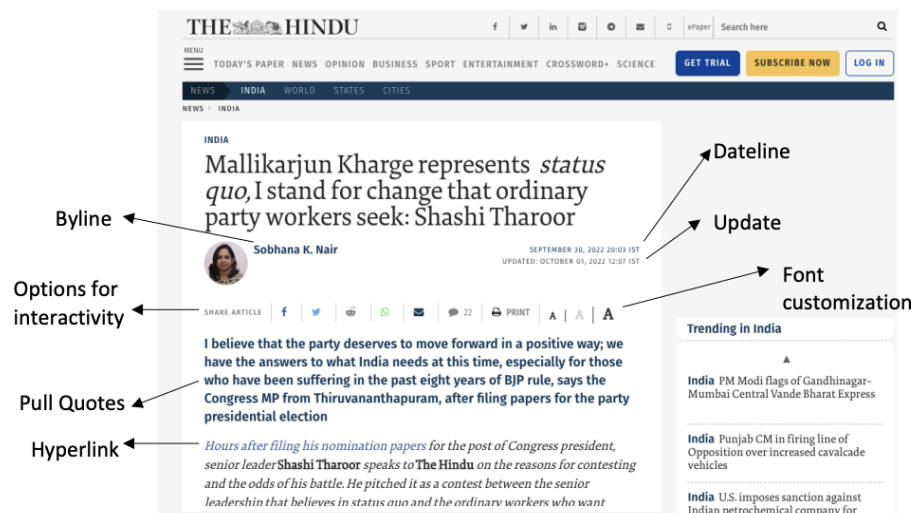 THE HINDU
ePaper Search here
MENU
TODAY'S PAPER NEWS OPINION BUSINESS SPORT ENTERTAINMENT CROSSWORD+ SCIENCE
GET TRIAL SUBSCRIBE NOW LOG IN
NEWS INDIA WORLD STATES CITIES
NEWS > INDIA
INDIA
Mallikarjun Kharge represents status
quo, I stand for change that ordinary
party workers seek: Shashi Tharoor
Dateline
Byline
Update
Sobhana K. Nair
SEPTEMBER 30, 2022 20:03 IST
UPDATED: OCTOBER 01, 2022 12:07 IST
Font
customization
Options for
interactivity
SHARE ARTICLE 22 PRINT A | A | A
I believe that the party deserves to move forward in a positive way; we
have the answers to what India needs at this time, especially for those
who have been suffering in the past eight years of BJP rule, says the
Congress MP from Thiruvananthapuram, after filing papers for the party
presidential election
Pull Quotes
Hyperlink
Hours after filing his nomination papers for the post of Congress president,
senior leader Shashi Tharoor speaks to The Hindu on the reasons for contesting
and the odds of his battle. He pitched it as a contest between the senior
leadership that believes in status quo and the ordinary workers who want
Trending in India
India PM Modi flags of Gandhinagar-
Mumbai Central Vande Bharat Express
India Punjab CM in firing line of
Opposition over increased cavalcade
vehicles
India U.S. imposes sanction against
Indian petrochemical company for